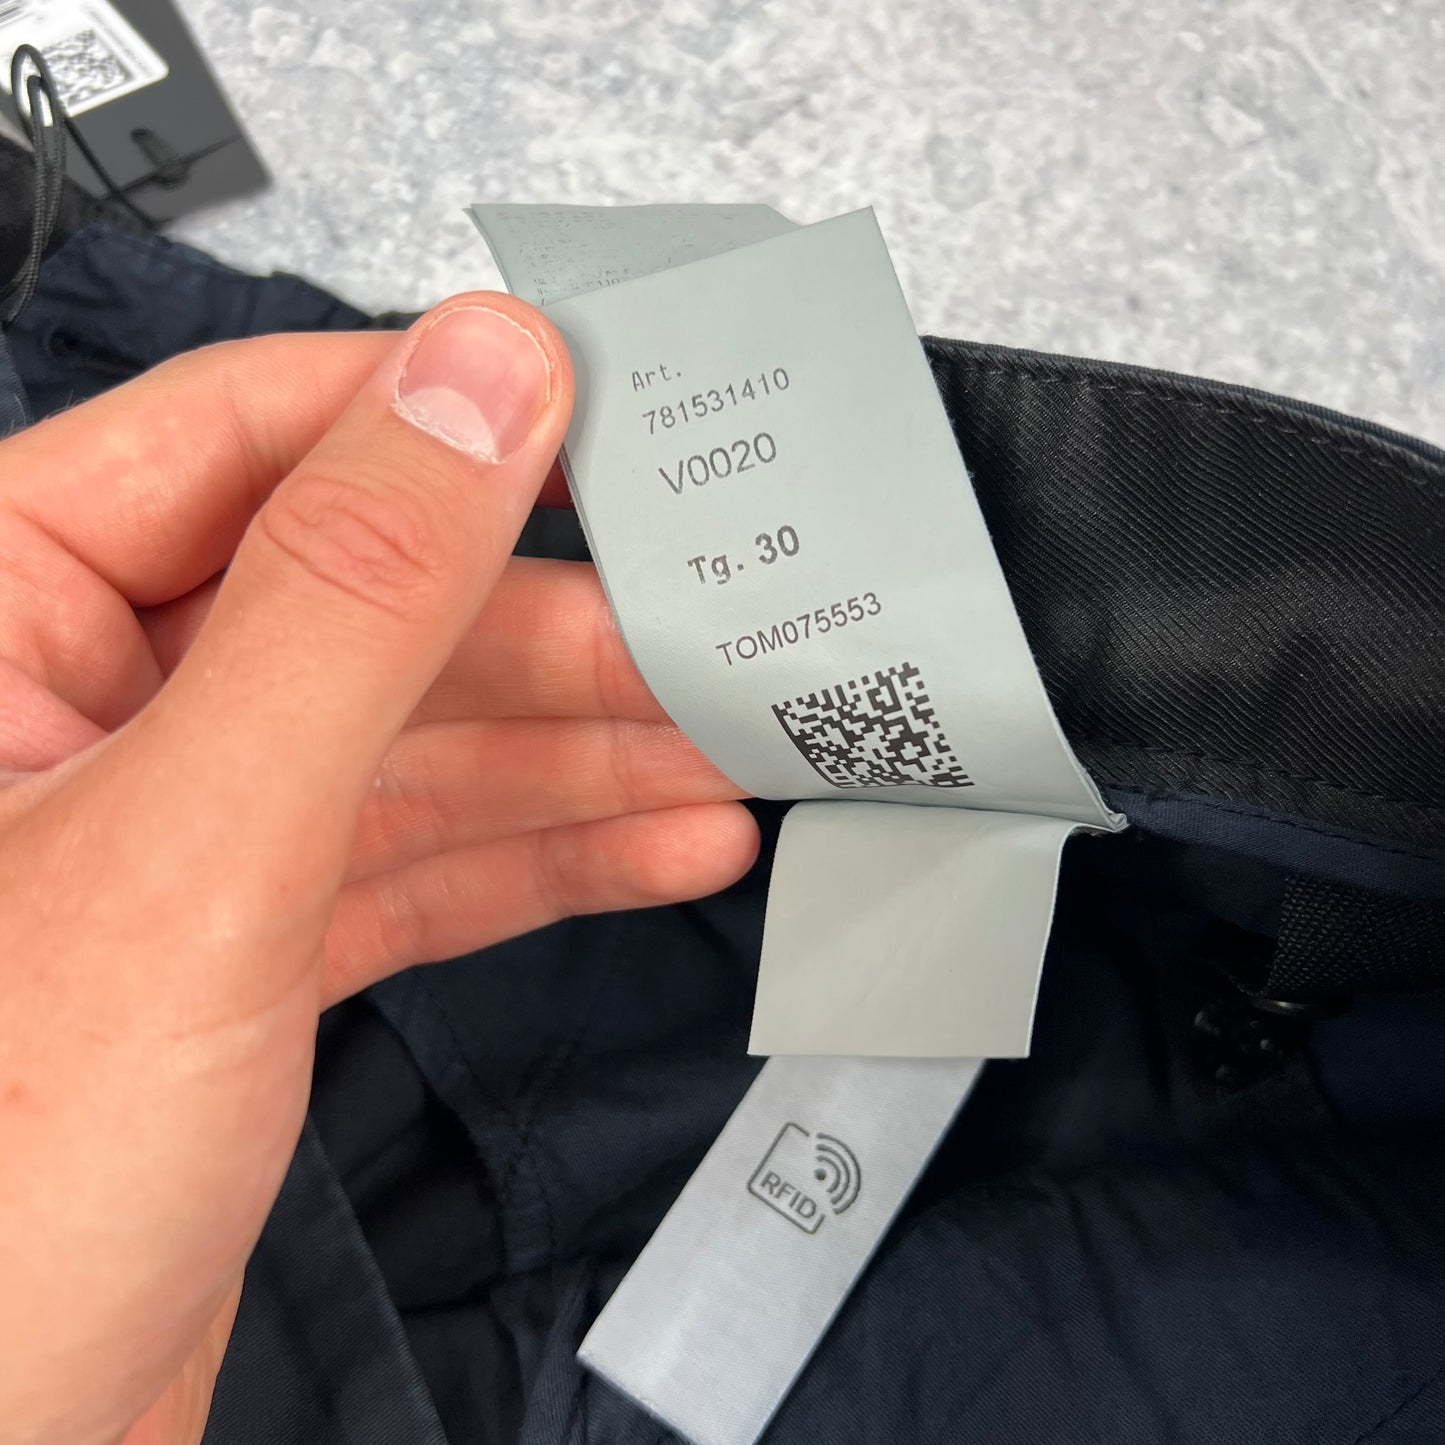 Art.
781531410
V0020
Tg. 30
TOM075553
RFID